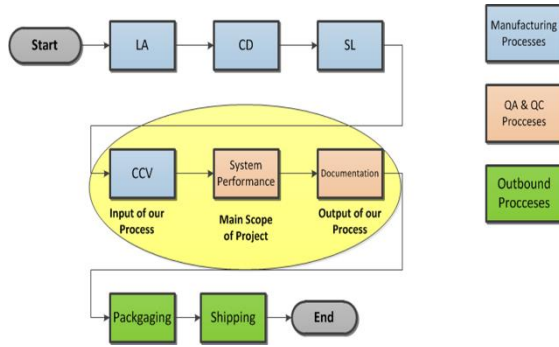 Start
LA
CD
SL
CCV
System
Performance
Documentation
Input of our
Process
Main Scope
of Project
Output of our
Process
Packgaging
Shipping
End
Manufacturing
Processes
QA & QC
Procceses
Outbound
Procceses